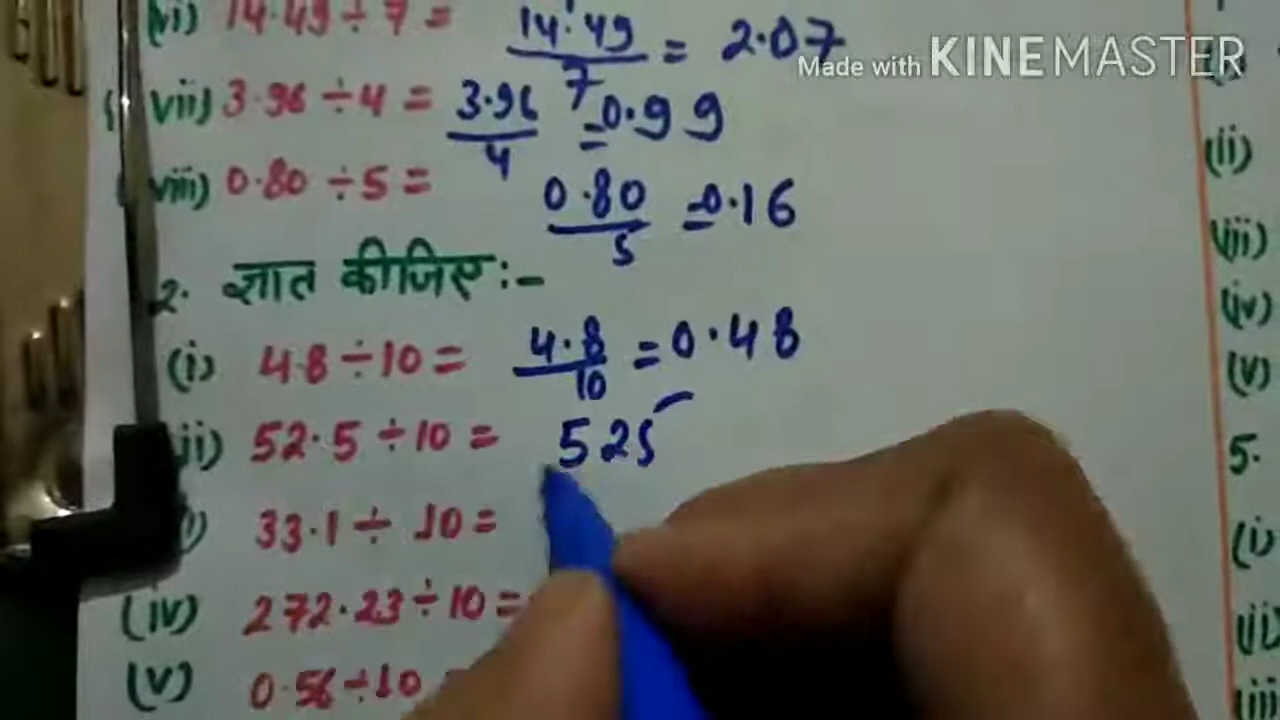 (vi) 14.49 ÷ 7 = 14.49/7 = 2.07
Made with KINEMASTER
vii) 3.96 ÷ 4 = 3.96/4 = 0.99
viii) 0.80 ÷ 5 = 0.80/5 = 0.16
2. ज्ञात कीजिए :-
(i) 4.8 ÷ 10 = 4.8/10 = 0.48
ii) 52.5 ÷ 10 = 525
33.1 ÷ 10 =
(iv) 272.23 ÷ 10 =
(v) 0.56 ÷ 10
(ii)
(iii)
(iv)
(v)
5.
(i)
(ii)
(iii